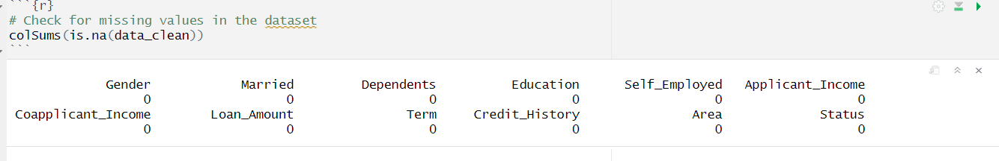 ```{r}
# Check for missing values in the dataset
colSums(is.na(data_clean))
```
Gender Married Dependents Education Self_Employed Applicant_Income
0 0 0 0 0 0
Coapplicant_Income Loan_Amount Term Credit_History Area Status
0 0 0 0 0 0